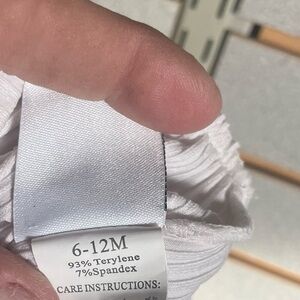 6-12M
93% Terylene
7%Spandex
CARE INSTRUCTIONS: